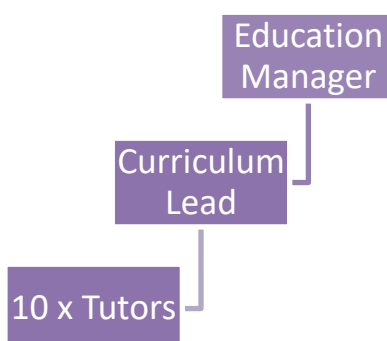 Education
Manager
Curriculum
Lead
10 x Tutors